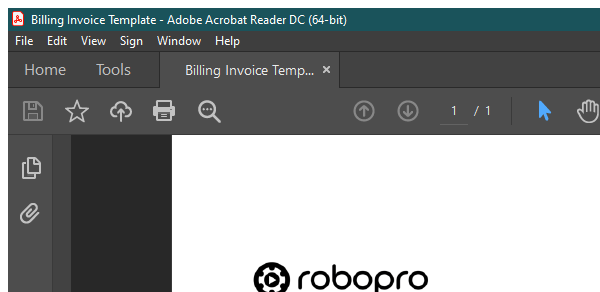 Billing Invoice Template - Adobe Acrobat Reader DC (64-bit)
File Edit View Sign Window Help
Home Tools Billing Invoice Temp... ×
1 / 1
robopro